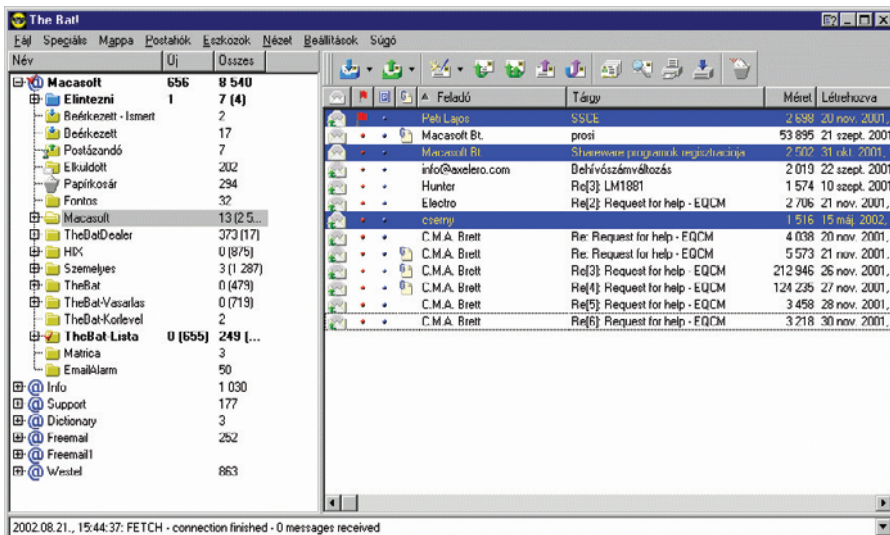 The Bat!
Fájl Speciális Mappa Postafiók Eszközök Nézet Beállítások Súgó
Név Új Összes
Macasoft 656 8 540
Elintezni 1 7 (4)
Beérkezett - Ismert 2
Beérkezett 17
Postázandó 7
Elküldött 202
Papírkosár 294
Fontos 32
Macasoft 13 (2 5...
TheBatDealer 373 (17)
HIX 0 (875)
Szemelyes 3 (1 287)
TheBat 0 (479)
TheBat-Vasarlas 0 (719)
TheBat-Korlevel 2
TheBat-Lista 0 (655) 249 (...
Matrica 3
EmailAlarm 50
Info 1 030
Support 177
Dictionary 3
Freemail 252
Freemail1
Westel 863
Feladó Tárgy Méret Létrehozva
Peti Lajos SSCE 2 698 20 nov. 2001,
Macasoft Bt. prosi 53 895 21 szept. 2001
Macasoft Bt. Shareware programok regisztraciója 2 502 31 okt. 2001,
info@axelero.com Behívószámváltozás 2 019 22 szept. 2001
Hunter Re[3]: LM1881 1 574 10 szept. 2001
Electro Re[2]: Request for help - EQCM 2 706 21 nov. 2001,
cserny 1 516 15 máj. 2002,
C.M.A. Brett Re: Request for help - EQCM 4 038 20 nov. 2001,
C.M.A. Brett Re: Request for help - EQCM 5 573 21 nov. 2001,
C.M.A. Brett Re[3]: Request for help - EQCM 212 946 26 nov. 2001,
C.M.A. Brett Re[4]: Request for help - EQCM 124 235 27 nov. 2001,
C.M.A. Brett Re[5]: Request for help - EQCM 3 458 28 nov. 2001,
C.M.A. Brett Re[6]: Request for help - EQCM 3 218 30 nov. 2001,
2002.08.21., 15:44:37: FETCH - connection finished - 0 messages received